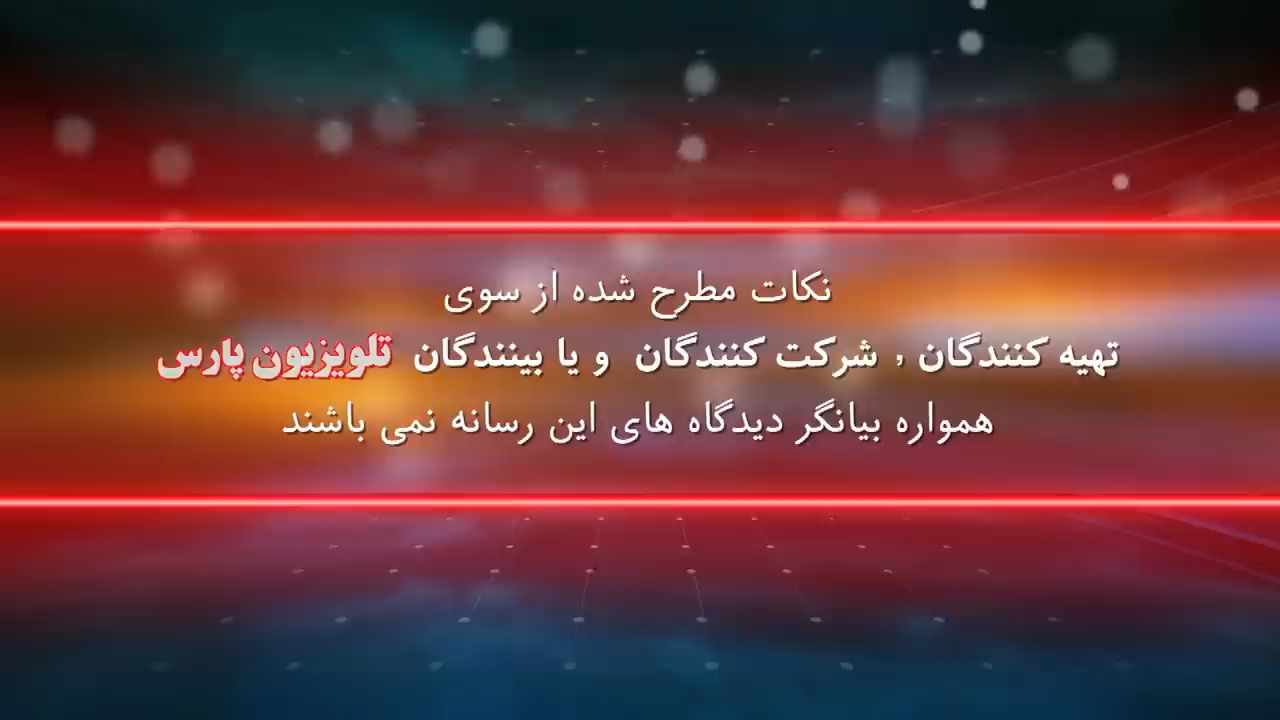 نکات مطرح شده از سوی
تهیه کنندگان , شرکت کنندگان و یا بینندگان تلویزیون پارس
همواره بیانگر دیدگاه های این رسانه نمی باشند